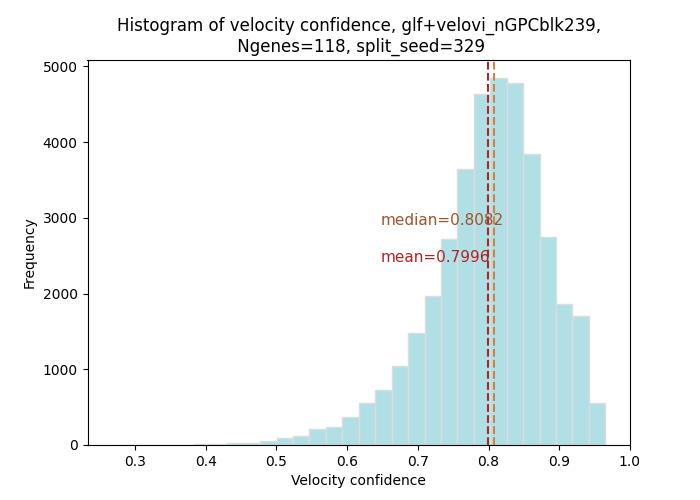 Histogram of velocity confidence, glf+velovi_nGPCblk239,
Ngenes=118, split_seed=329
5000
4000
3000
2000
1000
0
Frequency
median=0.8082
mean=0.7996
0.3 0.4 0.5 0.6 0.7 0.8 0.9 1.0
Velocity confidence